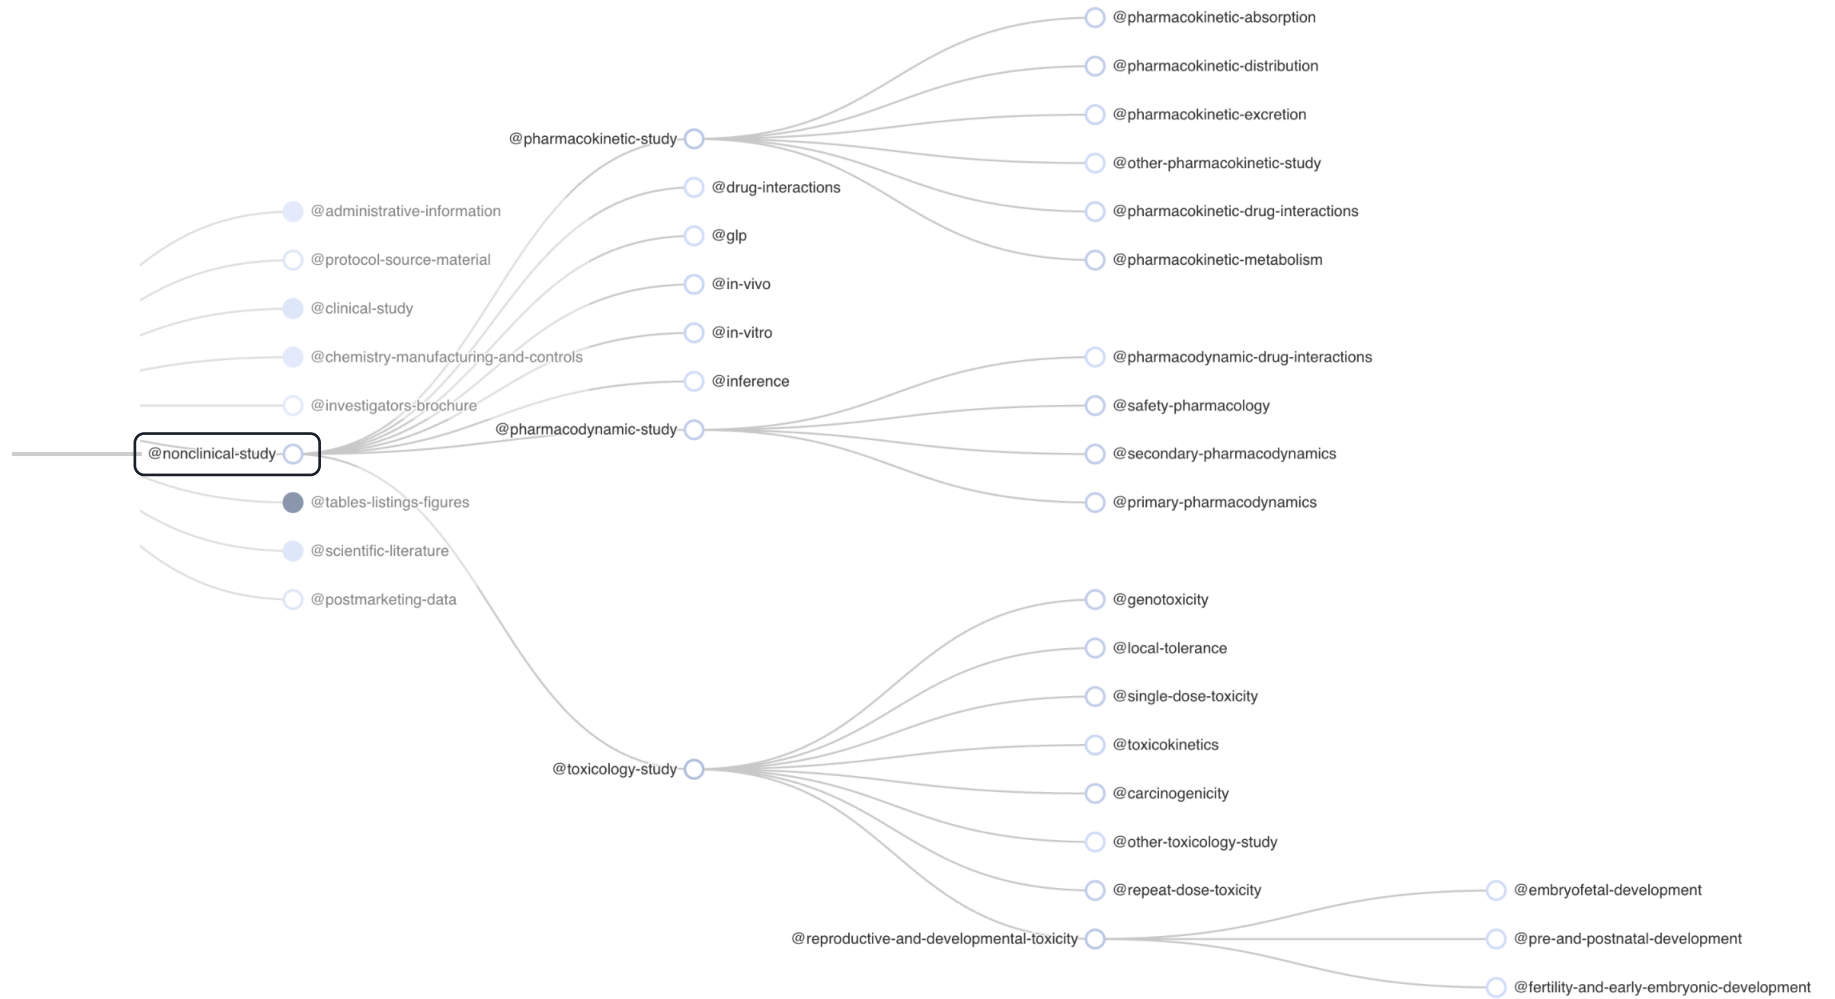 @nonclinical-study
@administrative-information
@protocol-source-material
@clinical-study
@chemistry-manufacturing-and-controls
@investigators-brochure
@tables-listings-figures
@scientific-literature
@postmarketing-data
@pharmacokinetic-study
@drug-interactions
@glp
@in-vivo
@in-vitro
@inference
@pharmacodynamic-study
@toxicology-study
@pharmacokinetic-absorption
@pharmacokinetic-distribution
@pharmacokinetic-excretion
@other-pharmacokinetic-study
@pharmacokinetic-drug-interactions
@pharmacokinetic-metabolism
@pharmacodynamic-drug-interactions
@safety-pharmacology
@secondary-pharmacodynamics
@primary-pharmacodynamics
@genotoxicity
@local-tolerance
@single-dose-toxicity
@toxicokinetics
@carcinogenicity
@other-toxicology-study
@repeat-dose-toxicity
@reproductive-and-developmental-toxicity
@embryofetal-development
@pre-and-postnatal-development
@fertility-and-early-embryonic-development